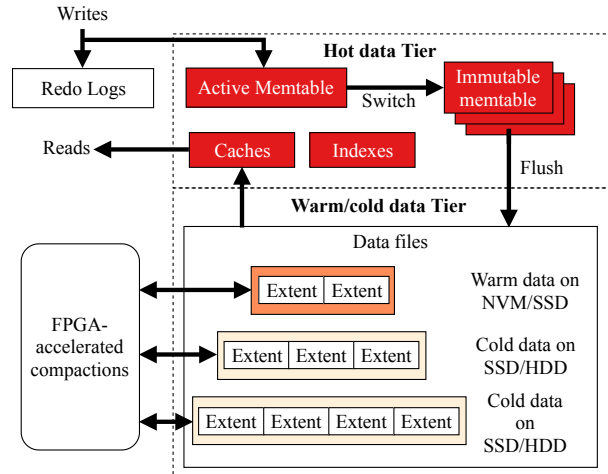 Writes
Hot data Tier
Redo Logs
Active Memtable
Switch
Immutable
memtable
Reads
Caches
Indexes
Flush
Warm/cold data Tier
Data files
FPGA-
accelerated
compactions
Extent Extent
Warm data on
NVM/SSD
Extent Extent Extent
Cold data on
SSD/HDD
Extent Extent Extent Extent
Cold data
on
SSD/HDD